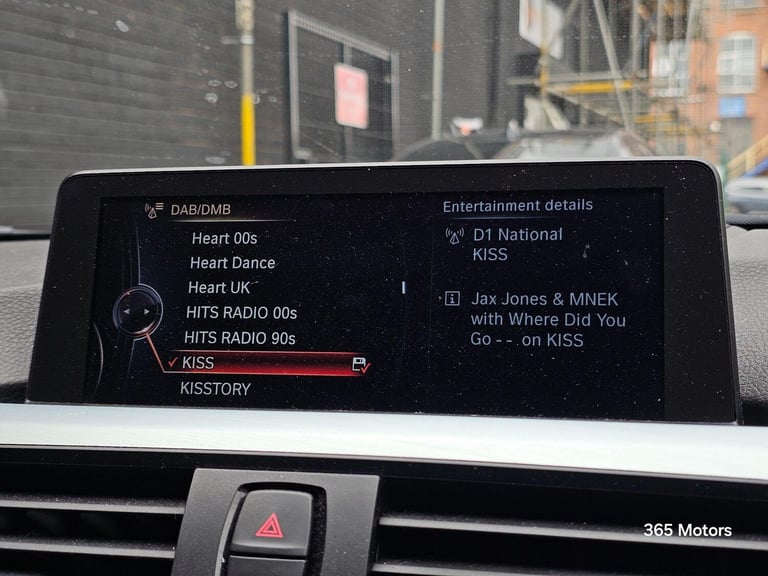 DAB/DMB
Heart 00s
Heart Dance
Heart UK
HITS RADIO 00s
HITS RADIO 90s
KISS
KISSTORY
Entertainment details
D1 National
KISS
Jax Jones & MNEK
with Where Did You
Go - - on KISS
365 Motors